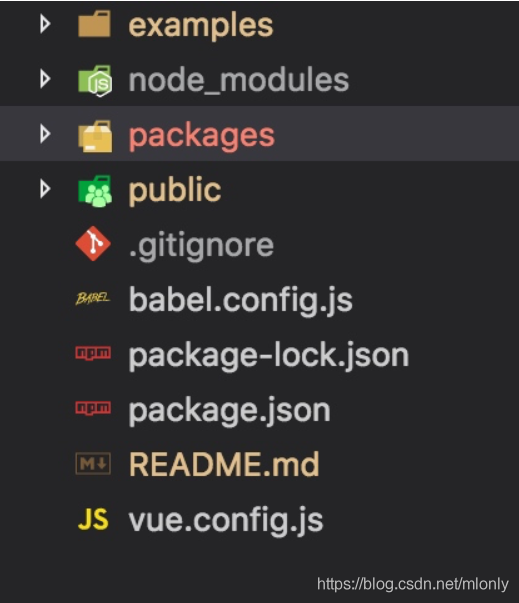 examples
JS
node_modules
packages
public
.gitignore
BABEL
babel.config.js
npm
package-lock.json
npm
package.json
M
README.md
JS
vue.config.js
https://blog.csdn.net/mlonly